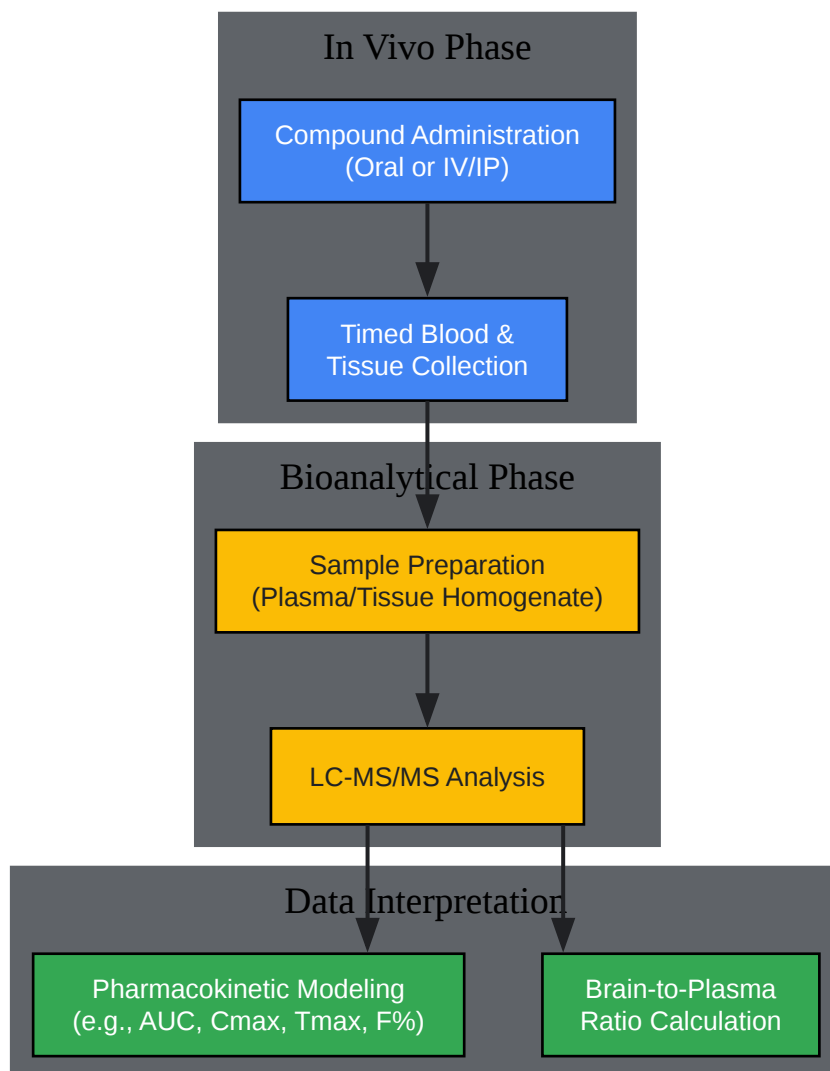 In Vivo Phase
Compound Administration
(Oral or IV/IP)
Timed Blood &
Tissue Collection
Bioanalytical Phase
Sample Preparation
(Plasma/Tissue Homogenate)
LC-MS/MS Analysis
Data Interpretation
Pharmacokinetic Modeling
(e.g., AUC, Cmax, Tmax, F%)
Brain-to-Plasma
Ratio Calculation